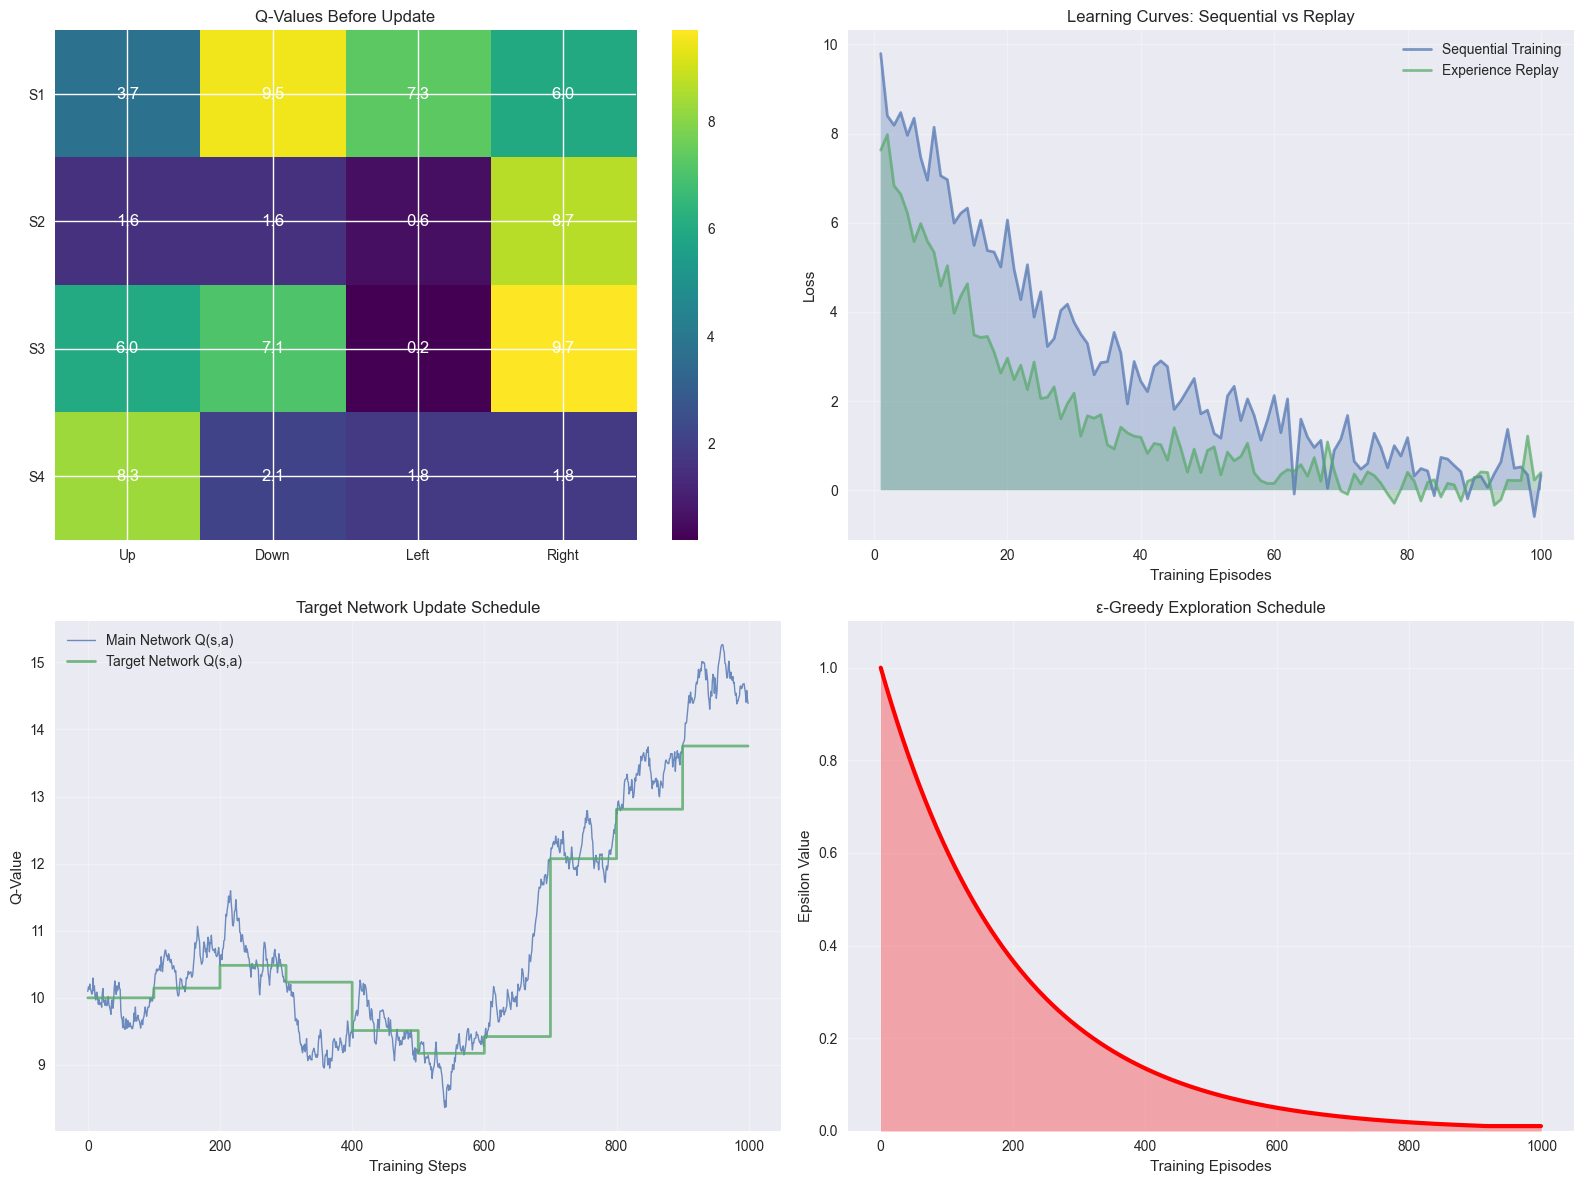 Q-Values Before Update
S1 3.7 9.5 7.3 6.0
S2 1.6 1.6 0.6 8.7
S3 6.0 7.1 0.2 9.7
S4 8.3 2.1 1.8 1.8
Up Down Left Right
8
6
4
2
Learning Curves: Sequential vs Replay
Sequential Training
Experience Replay
Loss
10
8
6
4
2
0
0 20 40 60 80 100
Training Episodes
Target Network Update Schedule
Main Network Q(s,a)
Target Network Q(s,a)
Q-Value
15
14
13
12
11
10
9
0 200 400 600 800 1000
Training Steps
ε-Greedy Exploration Schedule
Epsilon Value
1.0
0.8
0.6
0.4
0.2
0.0
0 200 400 600 800 1000
Training Episodes